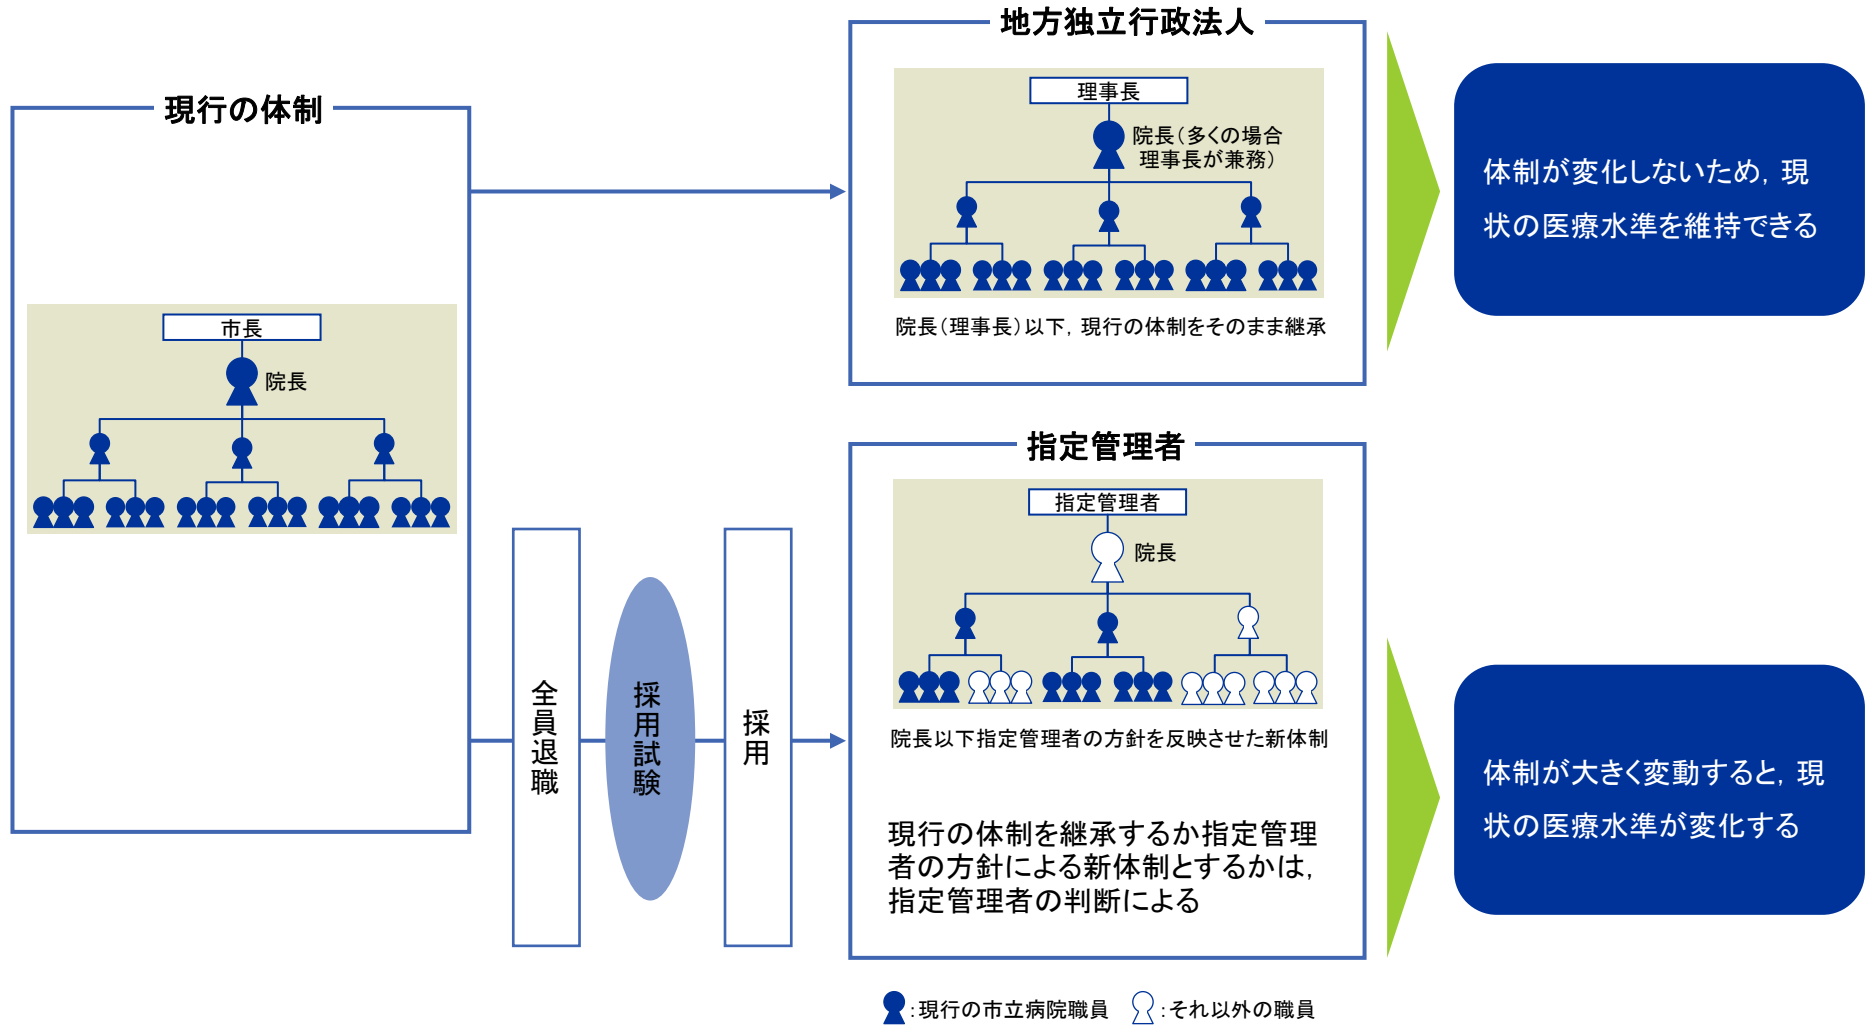 現行の体制
市長
院長
地方独立行政法人
理事長
院長（多くの場合
理事長が兼務）
院長（理事長）以下，現行の体制をそのまま継承
体制が変化しないため，現
状の医療水準を維持できる
全員退職
採用試験
採用
指定管理者
指定管理者
院長
院長以下指定管理者の方針を反映させた新体制
現行の体制を継承するか指定管理
者の方針による新体制とするかは，
指定管理者の判断による
体制が大きく変動すると，現
状の医療水準が変化する
：現行の市立病院職員
：それ以外の職員